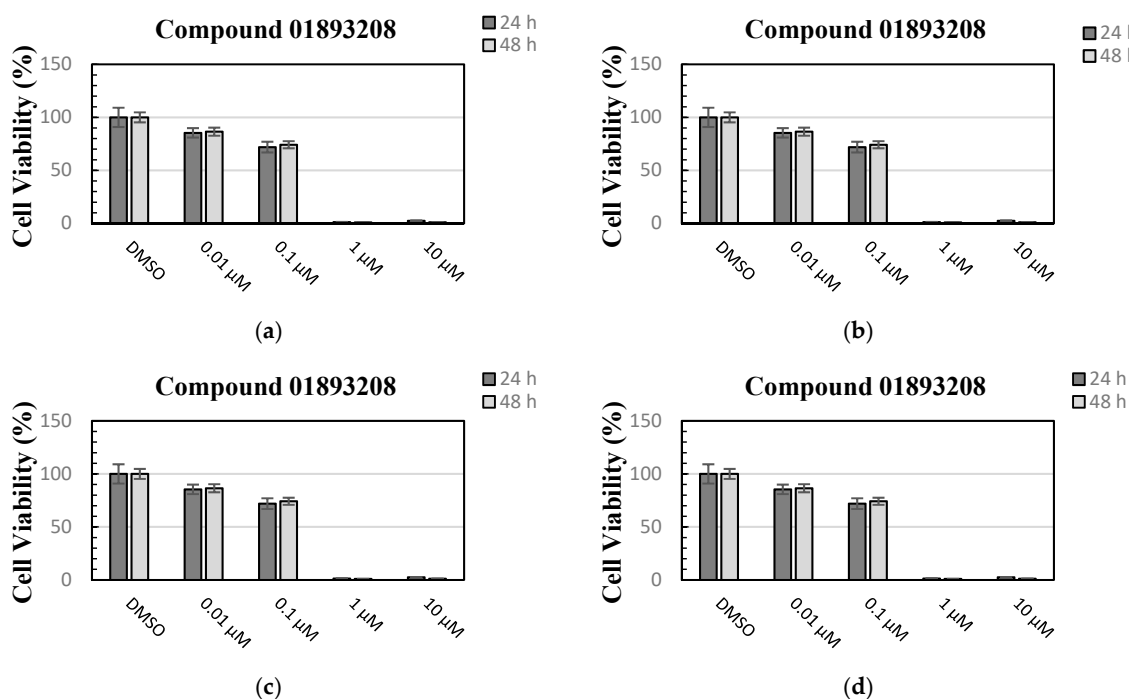 Compound 01893208
24 h
48 h
Cell Viability (%)
150
100
50
0
DMSO
0.01 µM
0.1 µM
1 µM
10 µM
(a)
Compound 01893208
24 l
48 l
Cell Viability (%)
150
100
50
0
DMSO
0.01 µM
0.1 µM
1 µM
10 µM
(b)
Compound 01893208
24 h
48 h
Cell Viability (%)
150
100
50
0
DMSO
0.01 µM
0.1 µM
1 µM
10 µM
(c)
Compound 01893208
24 h
48 h
Cell Viability (%)
150
100
50
0
DMSO
0.01 µM
0.1 µM
1 µM
10 µM
(d)